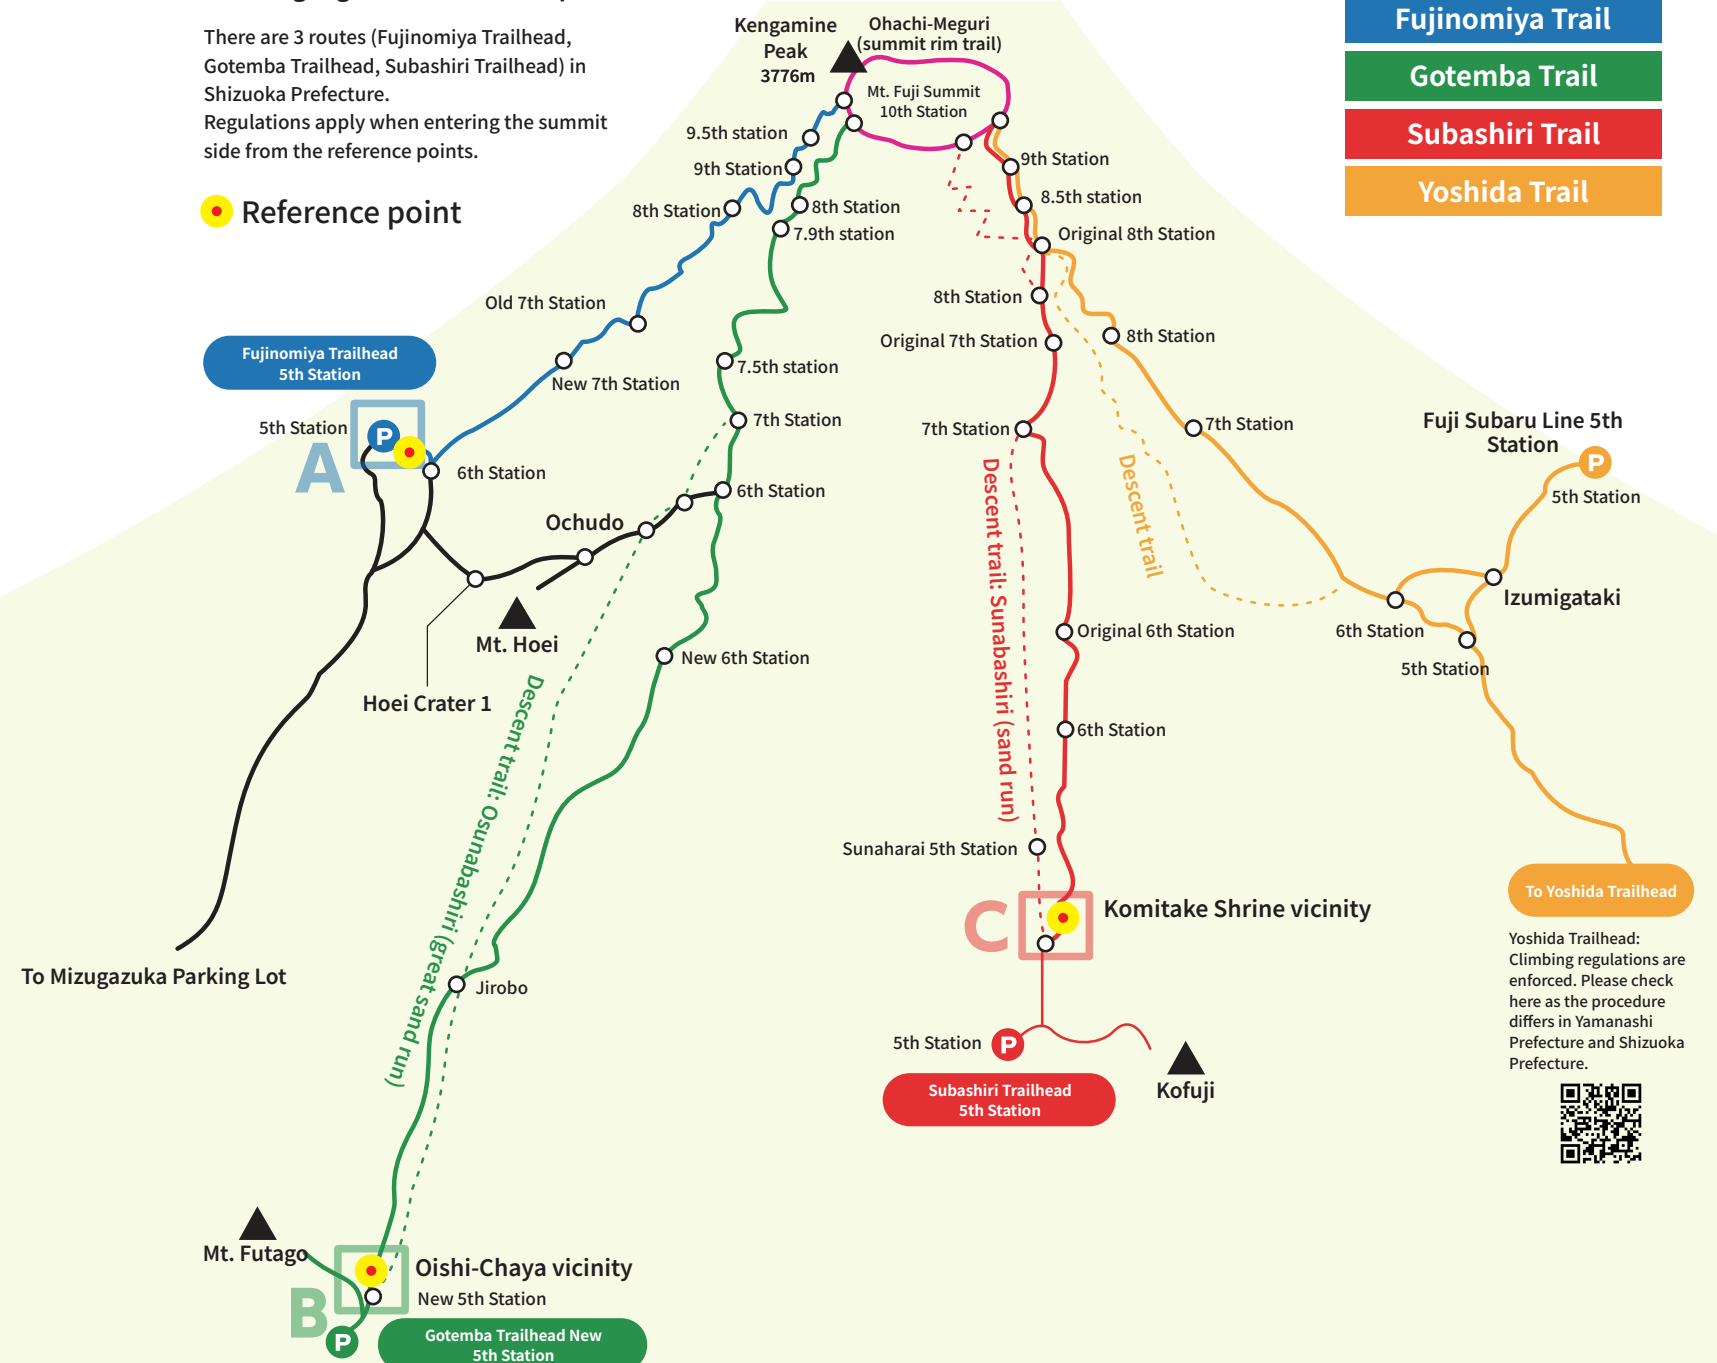 There are 3 routes (Fujinomiya Trailhead,
Gotemba Trailhead, Subashiri Trailhead) in
Shizuoka Prefecture.
Regulations apply when entering the summit
side from the reference points.
Reference point
Kengamine
Peak
3776m
Ohachi-Meguri
(summit rim trail)
Mt. Fuji Summit
10th Station
Fujinomiya Trail
Gotemba Trail
Subashiri Trail
Yoshida Trail
9.5th station
9th Station
8th Station
Old 7th Station
New 7th Station
Fujinomiya Trailhead
5th Station
5th Station
P
A
6th Station
8th Station
7.9th station
7.5th station
7th Station
6th Station
Ochudo
Mt. Hoei
Hoei Crater 1
New 6th Station
Descent trail: Osunabashiri (great sand run)
To Mizugazuka Parking Lot
Jirobo
Mt. Futago
Oishi-Chaya vicinity
New 5th Station
B
P
Gotemba Trailhead New
5th Station
9th Station
8.5th station
Original 8th Station
8th Station
Original 7th Station
7th Station
Descent trail: Sunabashiri (sand run)
Original 6th Station
6th Station
Sunaharai 5th Station
C
Komitake Shrine vicinity
5th Station
P
Subashiri Trailhead
5th Station
Kofuji
8th Station
7th Station
Descent trail
Fuji Subaru Line 5th
Station
P
5th Station
Izumigataki
6th Station
5th Station
To Yoshida Trailhead
Yoshida Trailhead:
Climbing regulations are
enforced. Please check
here as the procedure
differs in Yamanashi
Prefecture and Shizuoka
Prefecture.